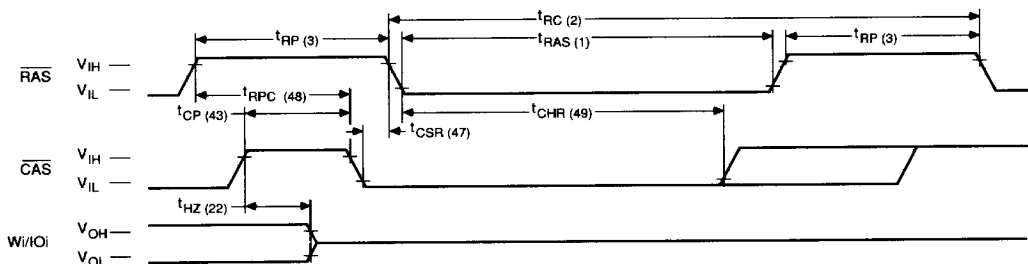 tRC (2)
tRP (3)
tRAS (1)
tRP (3)
RAS
VIH
VIL
tRPC (48)
tCP (43)
tCHR (49)
tCSR (47)
CAS
VIH
VIL
tHZ (22)
Wi/IOi
VOH
VOL